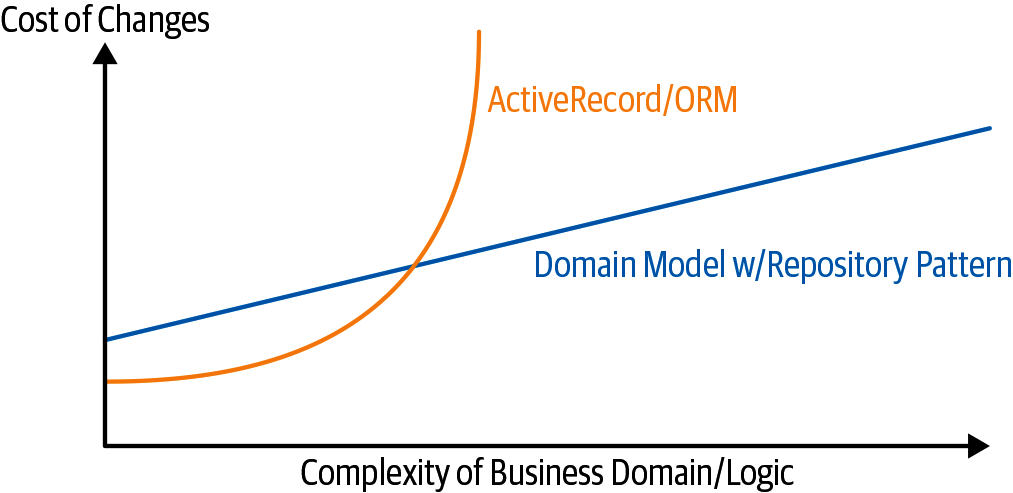 Cost of Changes
ActiveRecord/ORM
Domain Model w/Repository Pattern
Complexity of Business Domain/Logic